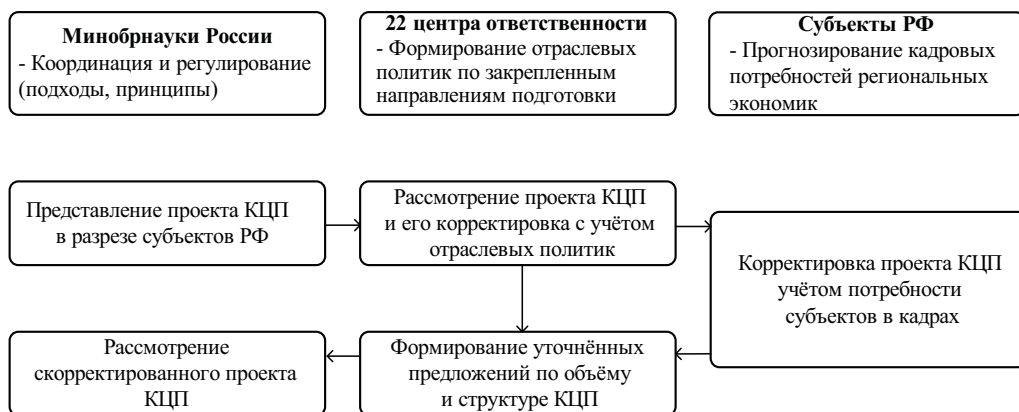 Минобрнауки России
- Координация и регулирование
(подходы, принципы)
22 центра ответственности
- Формирование отраслевых
политик по закрепленным
направлениям подготовки
Субъекты РФ
- Прогнозирование кадровых
потребностей региональных
экономик
Представление проекта КЦП
в разрезе субъектов РФ
Рассмотрение проекта КЦП
и его корректировка с учётом
отраслевых политик
Корректировка проекта КЦП
учётом потребности
субъектов в кадрах
Рассмотрение
скорректированного проекта
КЦП
Формирование уточнённых
предложений по объёму
и структуре КЦП